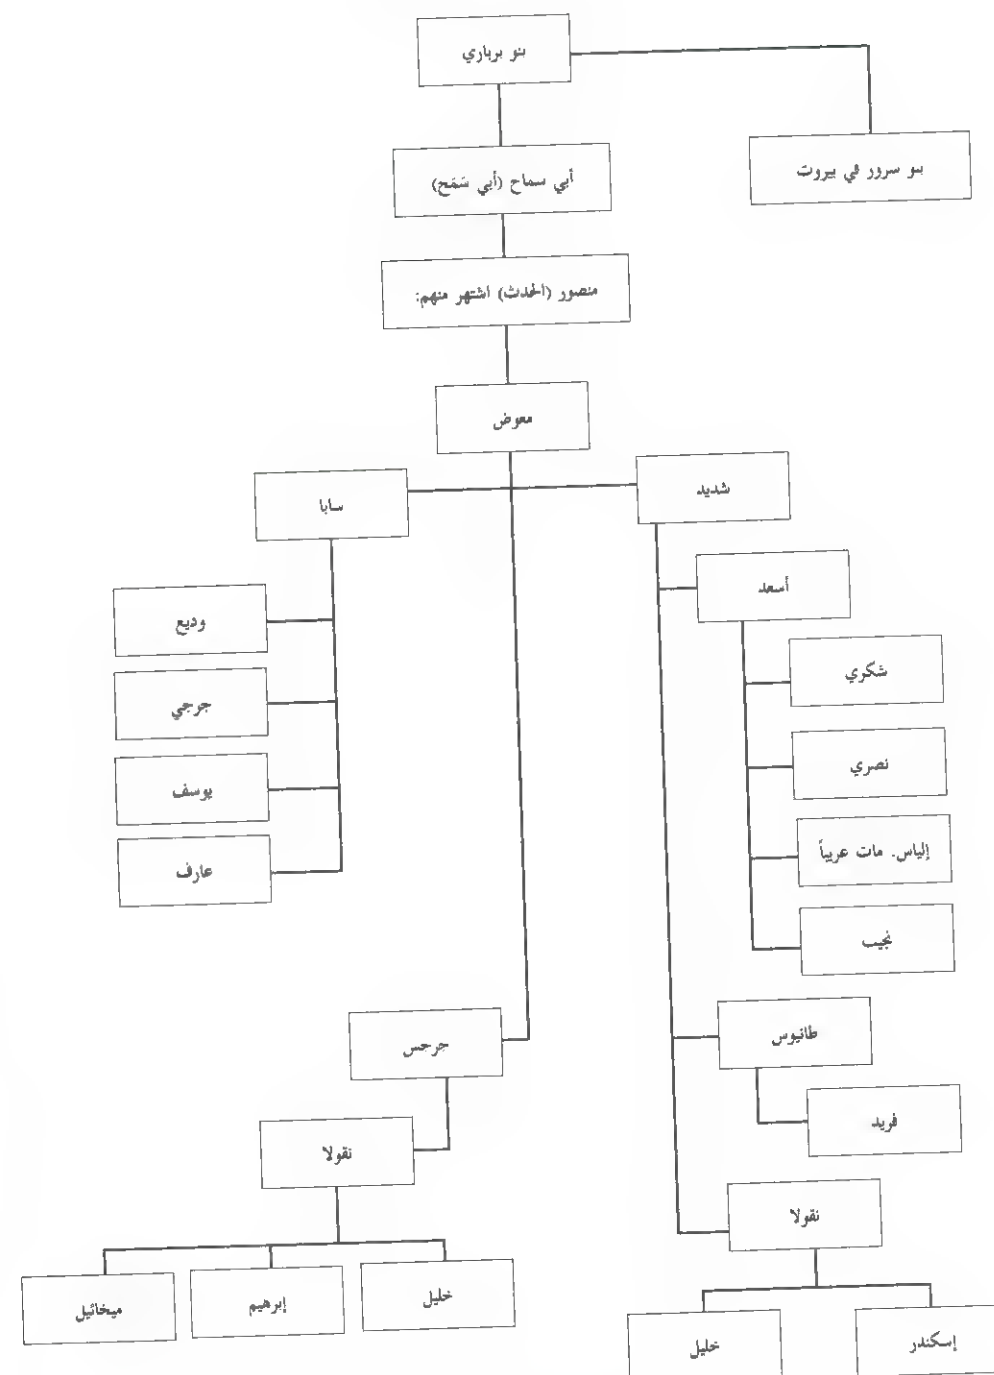 بنو برباري
بنو سرور في بيروت
أبي سماح (أبي سَمَح)
منصور (الحدث) اشتهر منهم:
معوض
شديد
سابا
أسعد
وديع
شكري
جرجي
نصري
يوسف
إلياس. مات عريباً
عارف
نجيب
طانيوس
جرجس
فريد
نقولا
نقولا
خليل
إبرهيم
ميخائيل
إسكندر
خليل